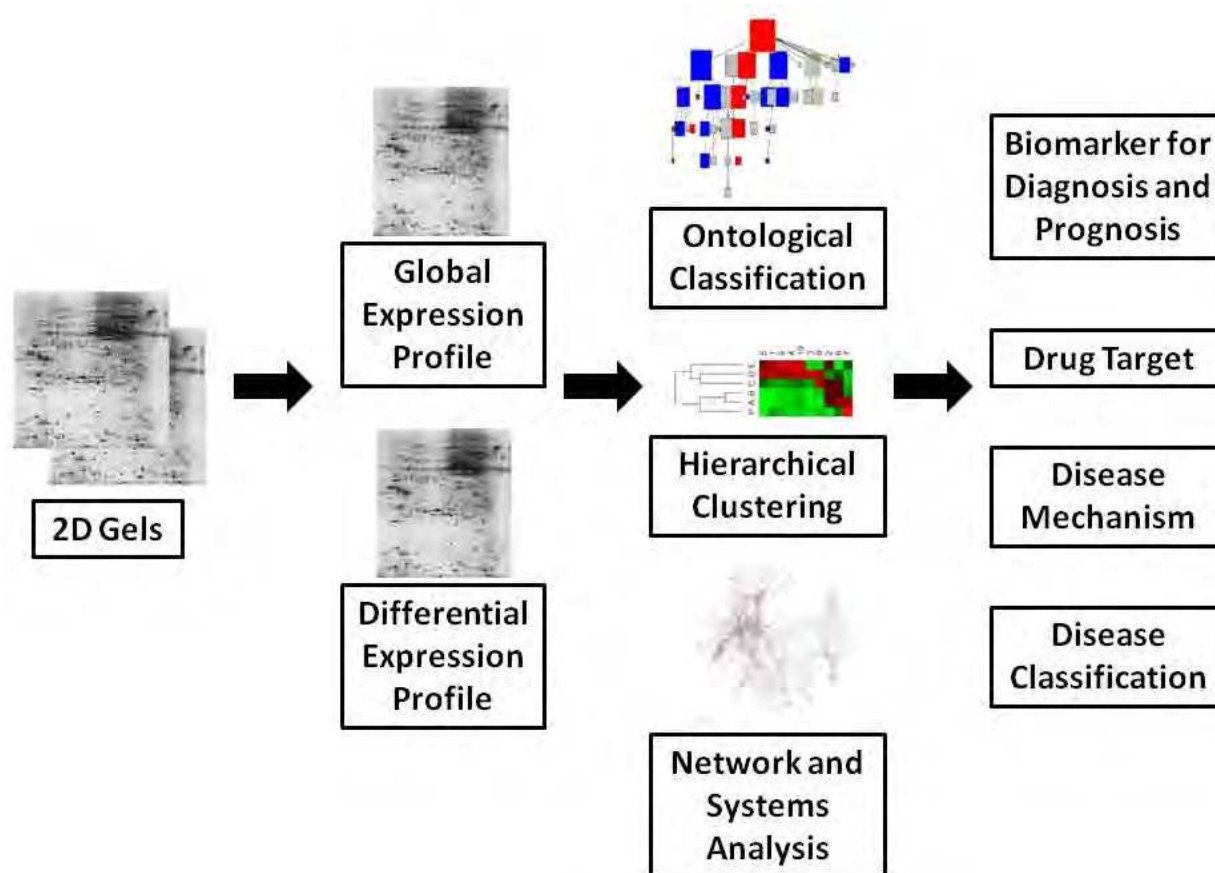 2D Gels
Global
Expression
Profile
Differential
Expression
Profile
Ontological
Classification
Hierarchical
Clustering
Network and
Systems
Analysis
Biomarker for
Diagnosis and
Prognosis
Drug Target
Disease
Mechanism
Disease
Classification